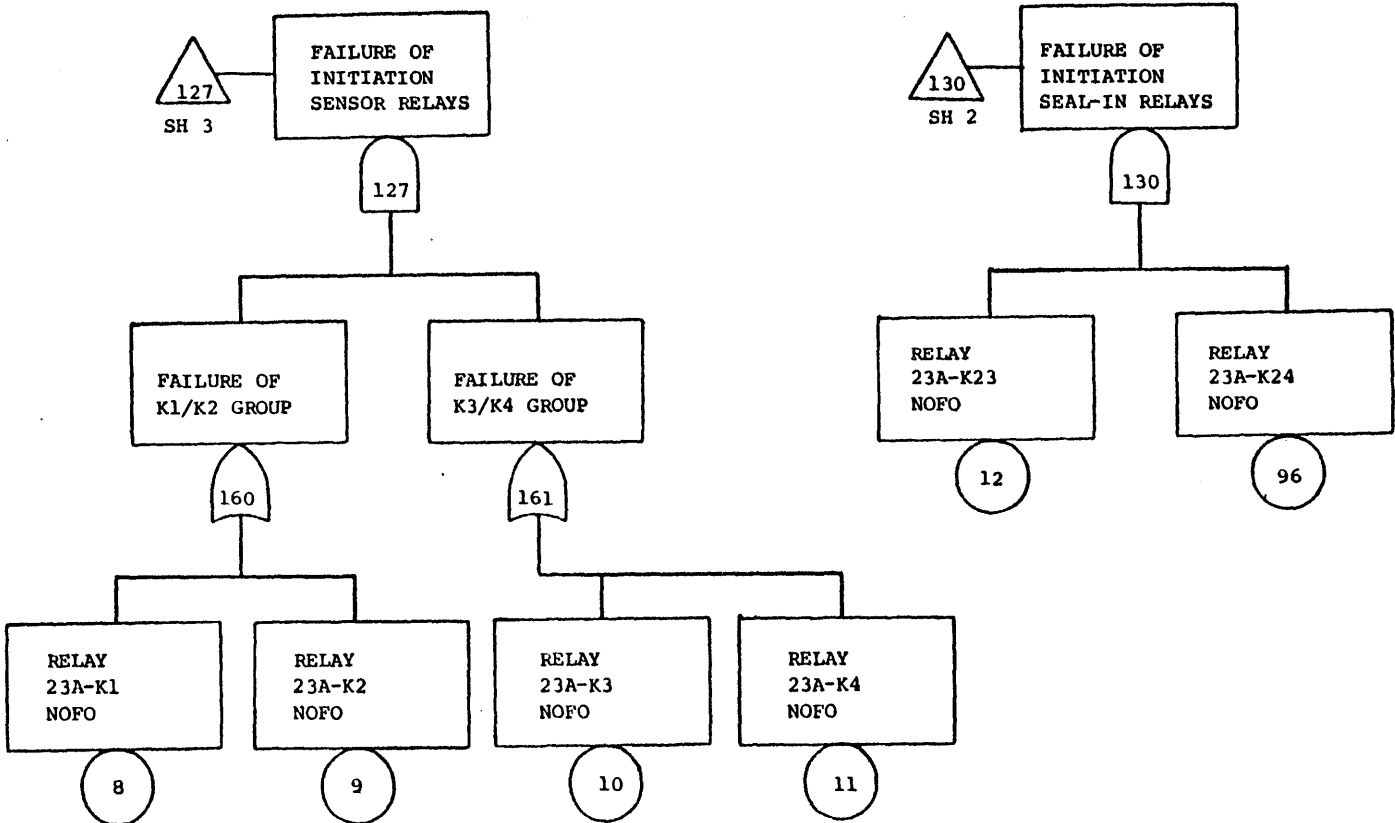 FAILURE OF
INITIATION
SENSOR RELAYS
127
SH 3
127
FAILURE OF
INITIATION
SEAL-IN RELAYS
130
SH 2
130
FAILURE OF
K1/K2 GROUP
160
FAILURE OF
K3/K4 GROUP
161
RELAY
23A-K23
NOFO
12
RELAY
23A-K24
NOFO
96
RELAY
23A-K1
NOFO
8
RELAY
23A-K2
NOFO
9
RELAY
23A-K3
NOFO
10
RELAY
23A-K4
NOFO
11